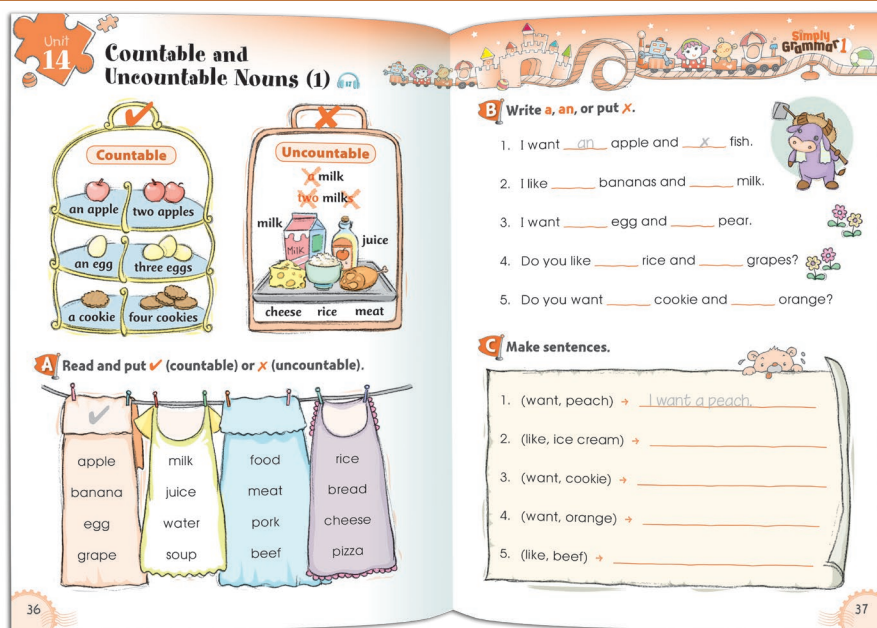 Unit
14
Countable and
Uncountable Nouns (1)
Countable
an apple two apples
an egg three eggs
a cookie four cookies
Uncountable
a milk
two milks
milk
MiLK
juice
cheese rice meat
A Read and put ✓ (countable) or ✗ (uncountable).
✓
apple
banana
egg
grape
milk
juice
water
soup
food
meat
pork
beef
rice
bread
cheese
pizza
36
Simply
Grammar 1
B Write a, an, or put ✗.
1. I want an apple and ✗ fish.
2. I like ______ bananas and ______ milk.
3. I want ______ egg and ______ pear.
4. Do you like ______ rice and ______ grapes?
5. Do you want ______ cookie and ______ orange?
C Make sentences.
1. (want, peach) → I want a peach.
2. (like, ice cream) →
3. (want, cookie) →
4. (want, orange) →
5. (like, beef) →
37